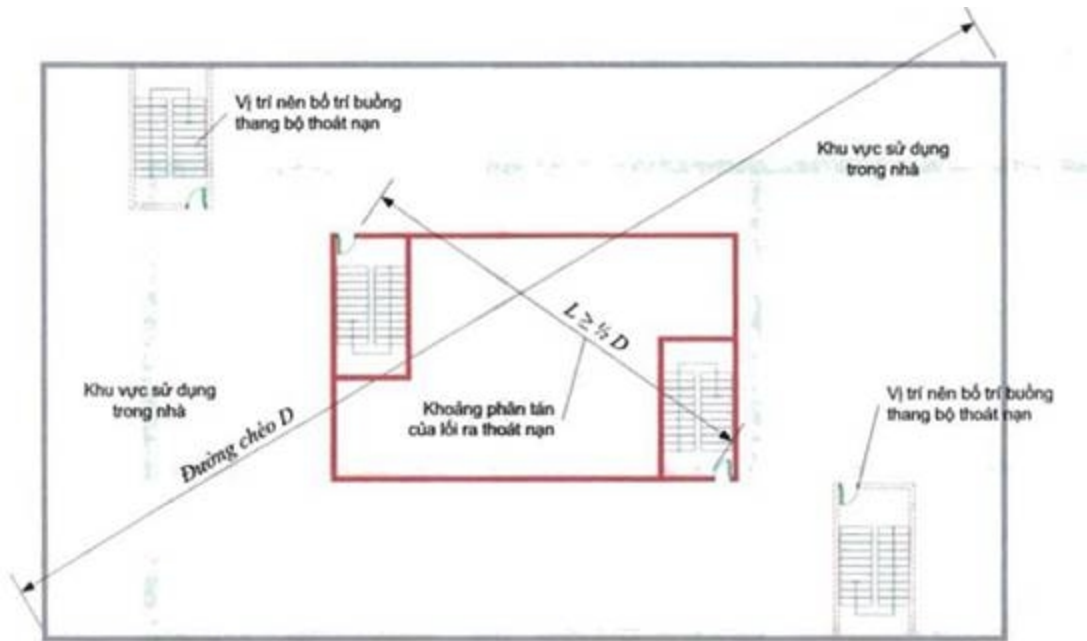 Vị trí nên bố trí buồng
thang bộ thoát nạn
Khu vực sử dụng
trong nhà
L ≥ ½ D
Khu vực sử dụng
trong nhà
Đường chéo D
Khoảng phân tán
của lối ra thoát nạn
Vị trí nên bố trí buồng
thang bộ thoát nạn